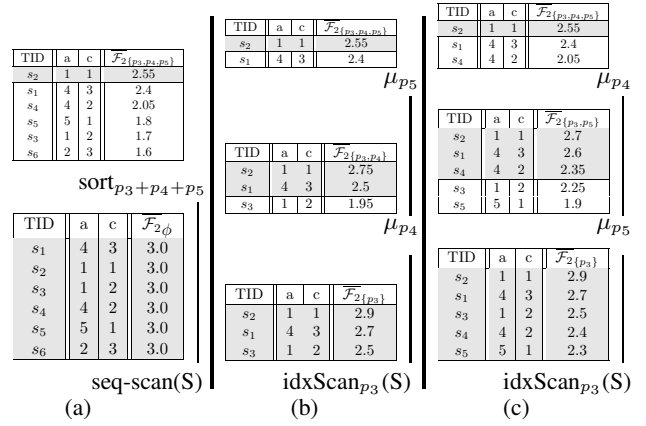 TID a c F̅₂{p₃,p₄,p₅}
s₂ 1 1 2.55
s₁ 4 3 2.4
s₄ 4 2 2.05
s₅ 5 1 1.8
s₃ 1 2 1.7
s₆ 2 3 1.6
sort_{p₃+p₄+p₅}
TID a c F̅₂ϕ
s₁ 4 3 3.0
s₂ 1 1 3.0
s₃ 1 2 3.0
s₄ 4 2 3.0
s₅ 5 1 3.0
s₆ 2 3 3.0
seq-scan(S)
(a)
TID a c F̅₂{p₃,p₄,p₅}
s₂ 1 1 2.55
s₁ 4 3 2.4
μ_{p₅}
TID a c F̅₂{p₃,p₄}
s₂ 1 1 2.75
s₁ 4 3 2.5
s₃ 1 2 1.95
μ_{p₄}
TID a c F̅₂{p₃}
s₂ 1 1 2.9
s₁ 4 3 2.7
s₃ 1 2 2.5
idxScan_{p₃}(S)
(b)
TID a c F̅₂{p₃,p₄,p₅}
s₂ 1 1 2.55
s₁ 4 3 2.4
s₄ 4 2 2.05
μ_{p₄}
TID a c F̅₂{p₃,p₅}
s₂ 1 1 2.7
s₁ 4 3 2.6
s₄ 4 2 2.35
s₃ 1 2 2.25
s₅ 5 1 1.9
μ_{p₅}
TID a c F̅₂{p₃}
s₂ 1 1 2.9
s₁ 4 3 2.7
s₃ 1 2 2.5
s₄ 4 2 2.4
s₅ 5 1 2.3
idxScan_{p₃}(S)
(c)